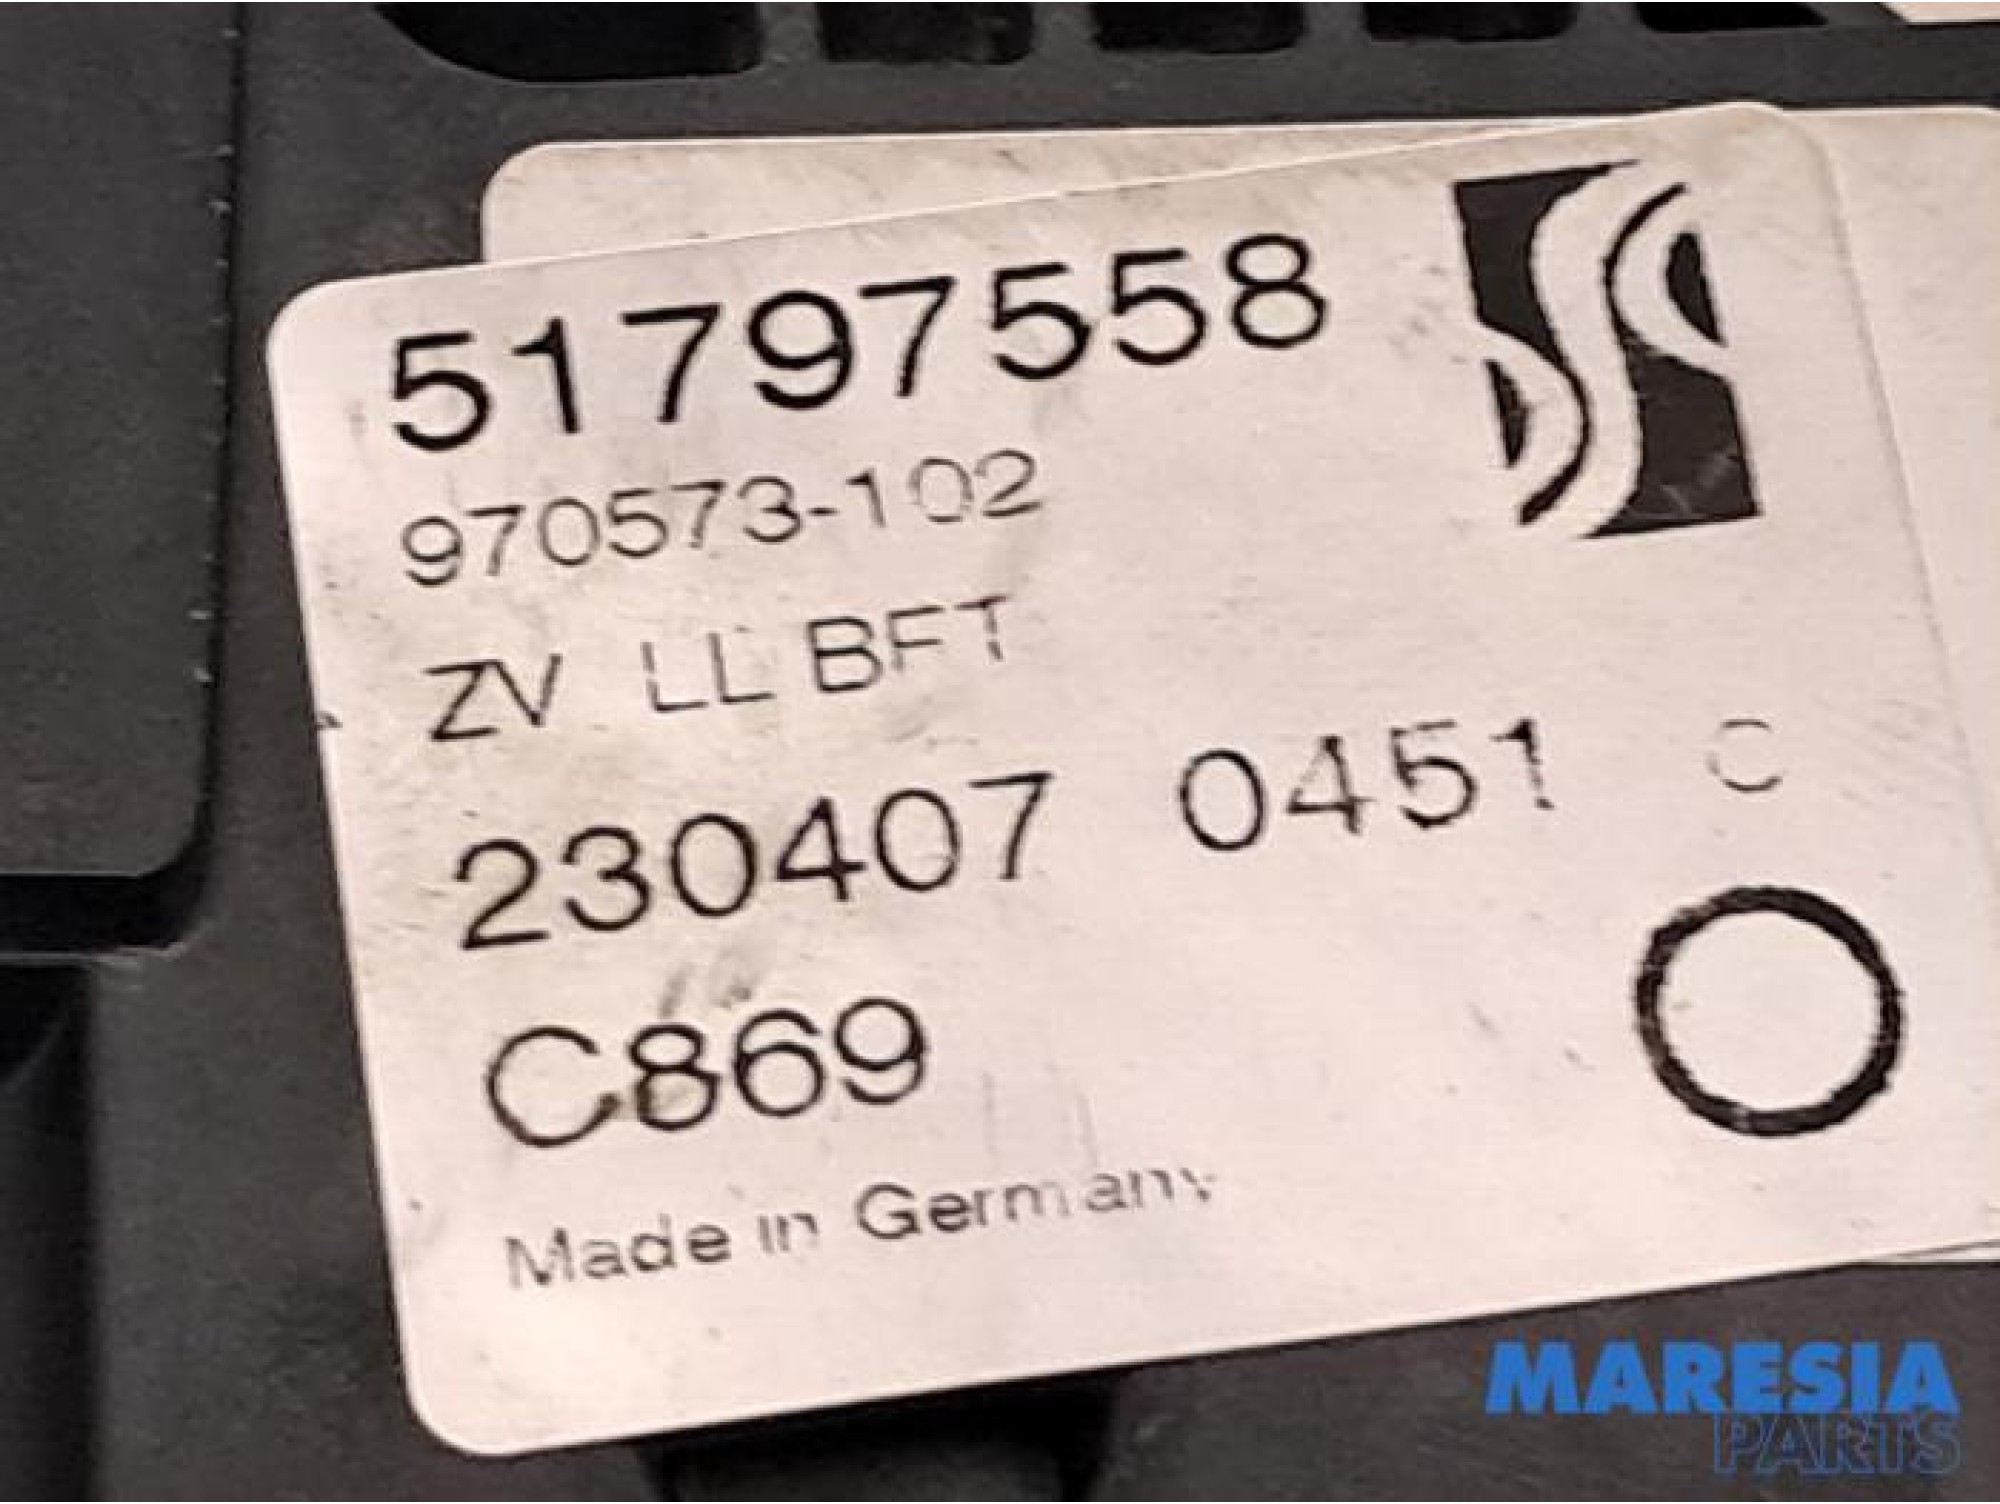 51797558
970573-102
ZV LL BFT
230407 0451 C
C869
Made in Germany
MARESIA
PARTS